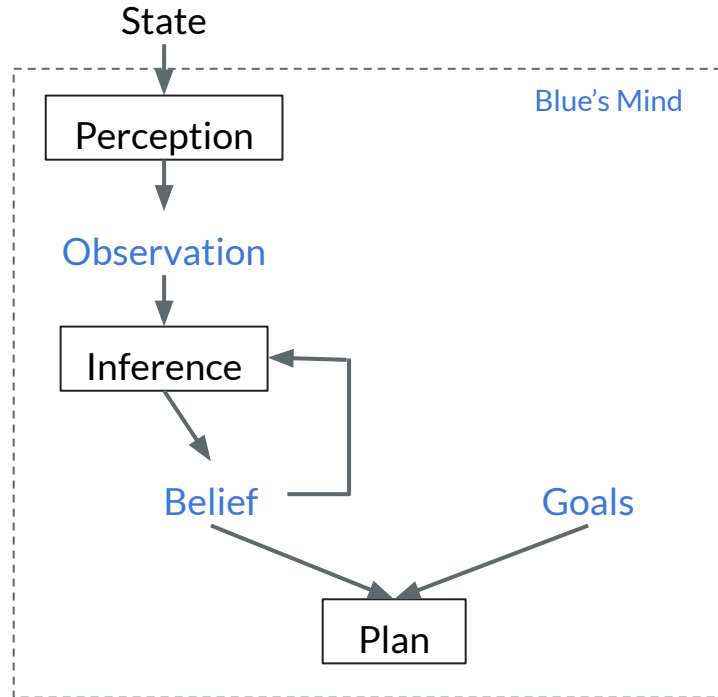 State
Blue’s Mind
Perception
Observation
Inference
Belief
Goals
Plan